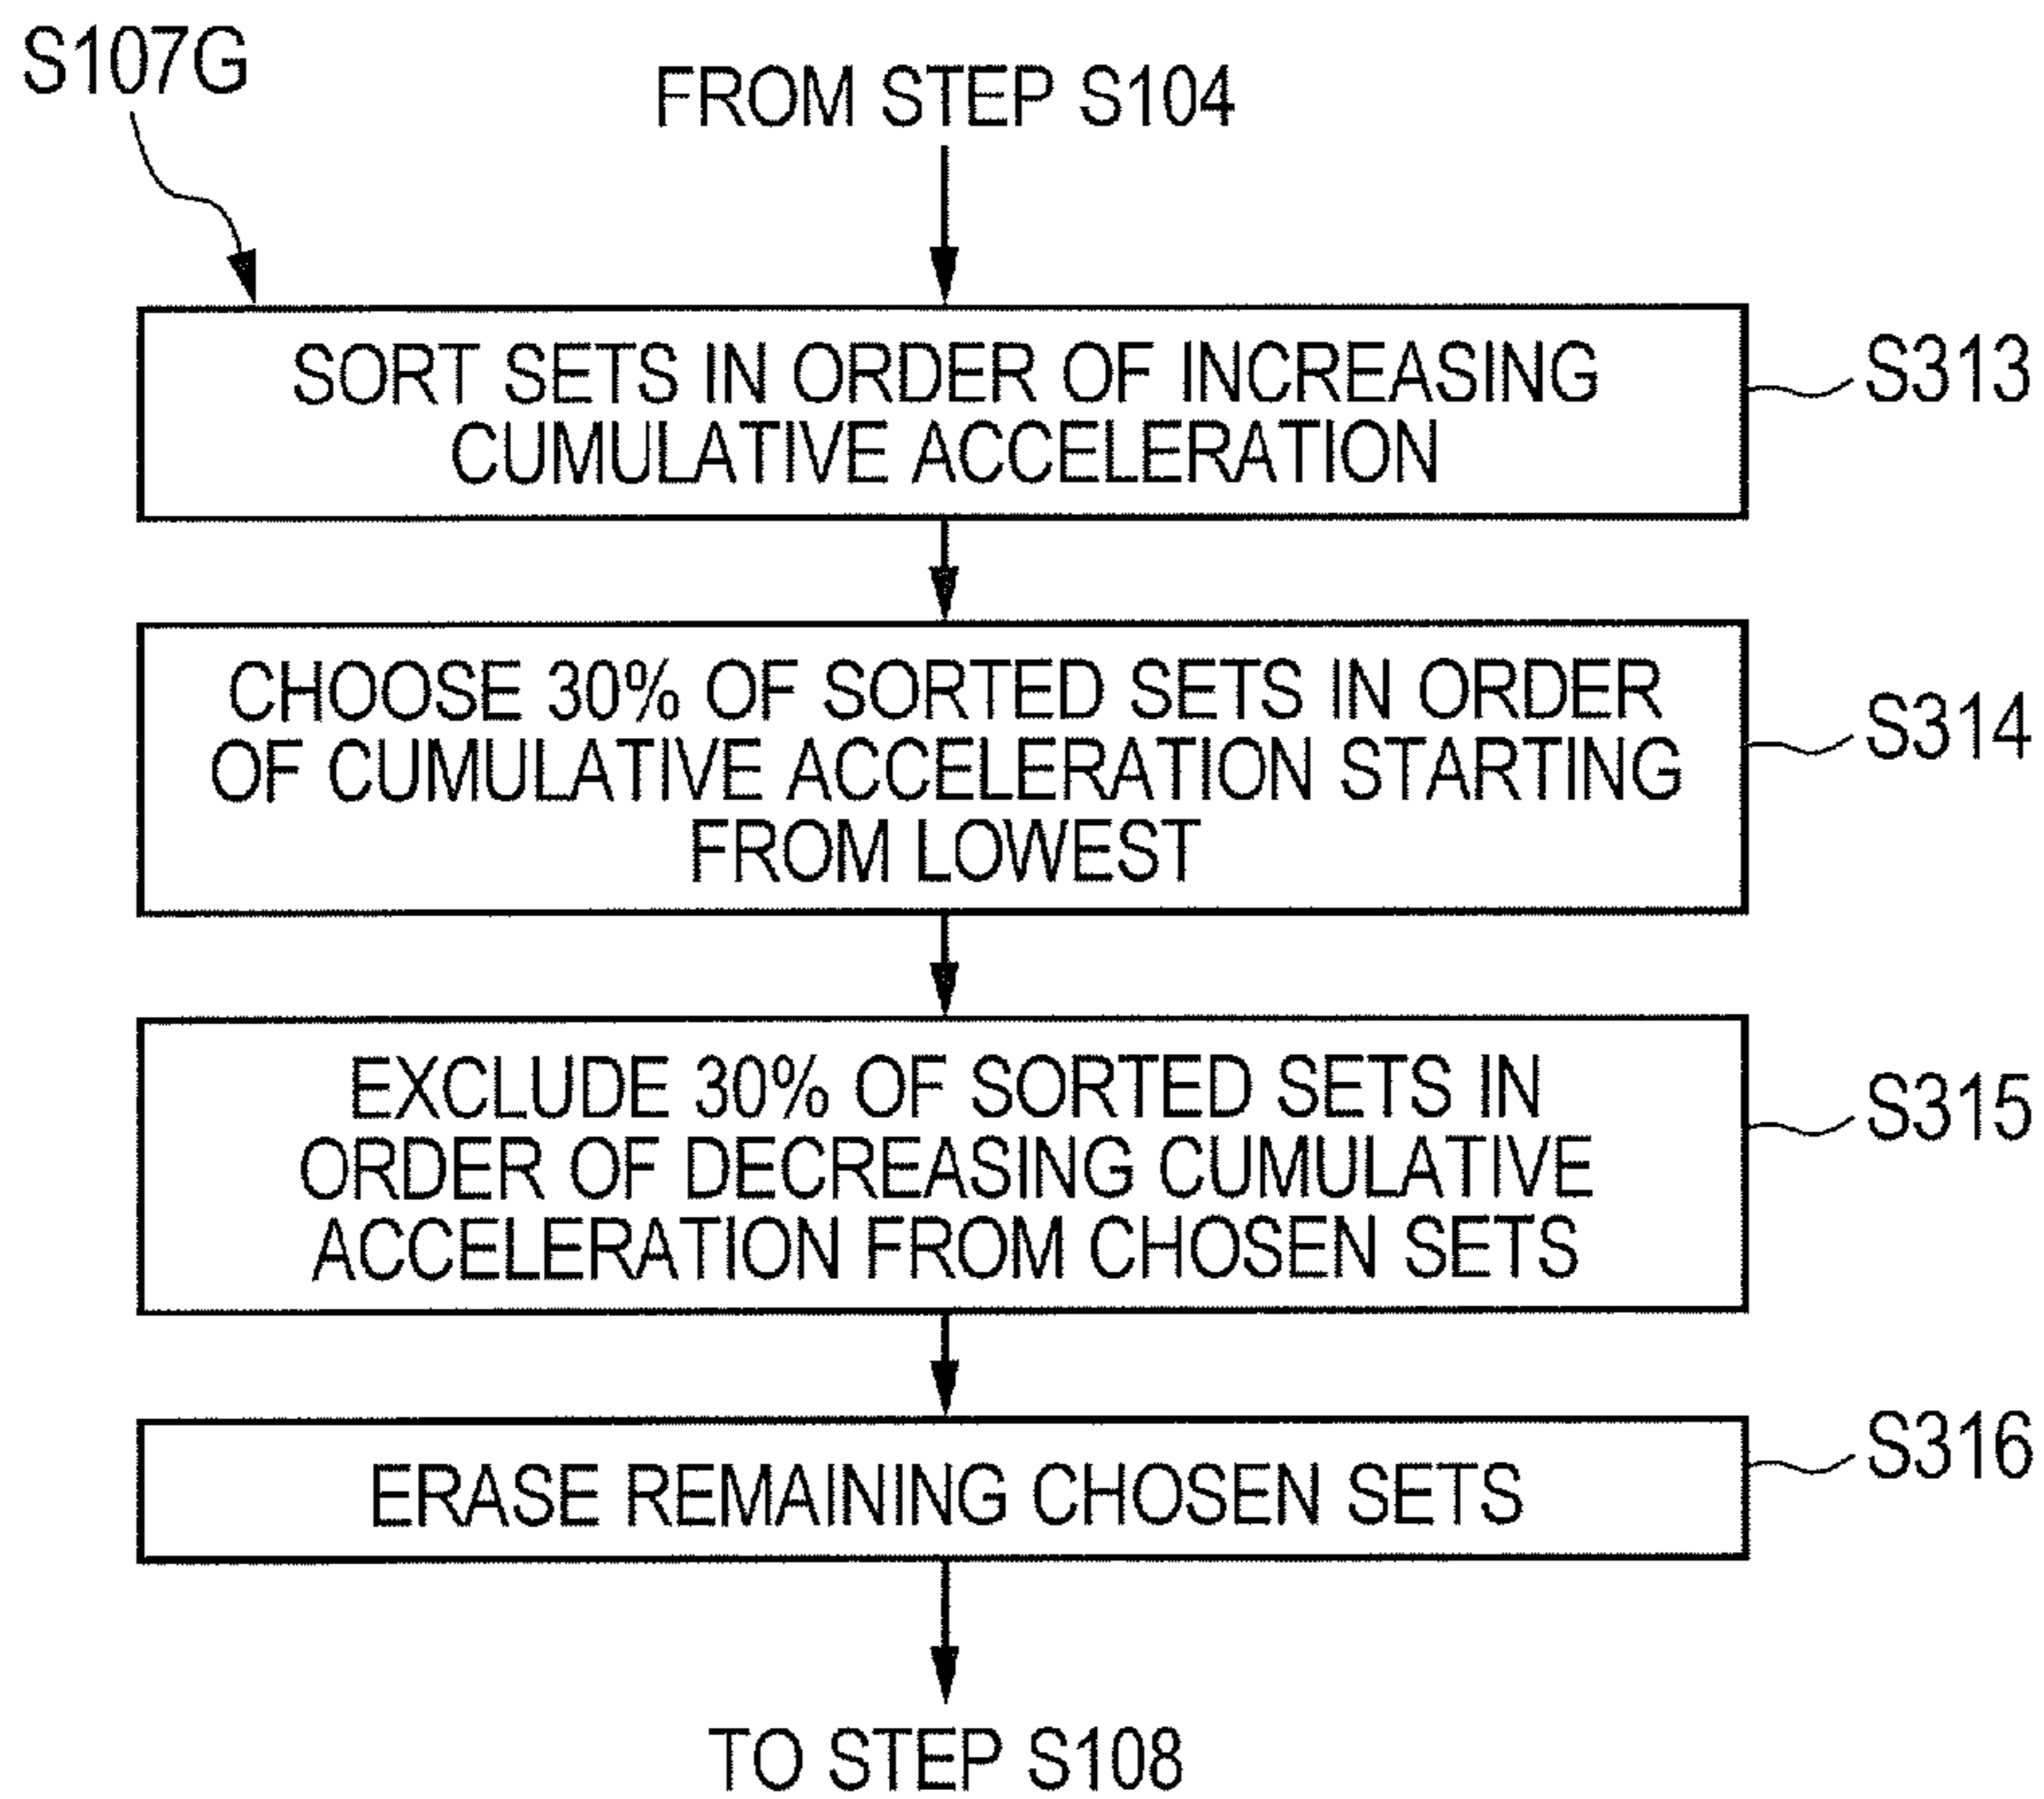 S107G
FROM STEP S104
SORT SETS IN ORDER OF INCREASING
CUMULATIVE ACCELERATION
S313
CHOOSE 30% OF SORTED SETS IN ORDER
OF CUMULATIVE ACCELERATION STARTING
FROM LOWEST
S314
EXCLUDE 30% OF SORTED SETS IN
ORDER OF DECREASING CUMULATIVE
ACCELERATION FROM CHOSEN SETS
S315
ERASE REMAINING CHOSEN SETS
S316
TO STEP S108